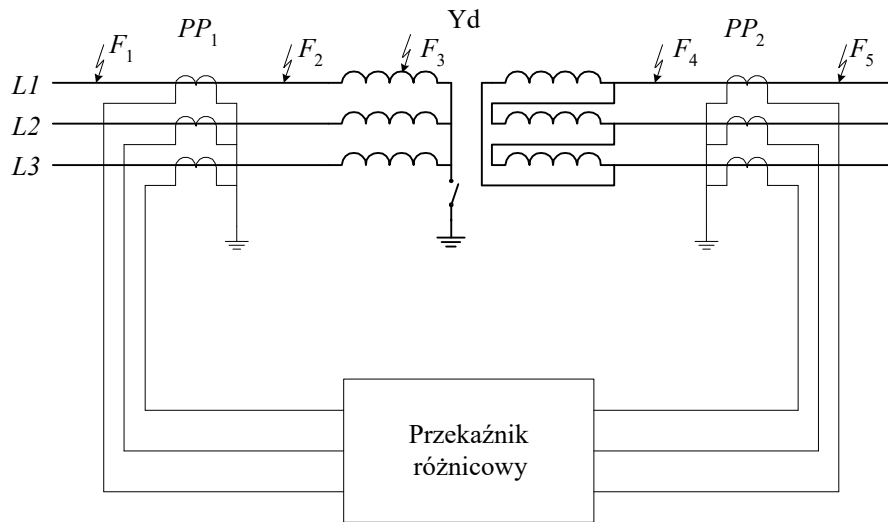 Yd
F1 PP1 F2 F3 F4 PP2 F5
L1
L2
L3
Przekaźnik
różnicowy